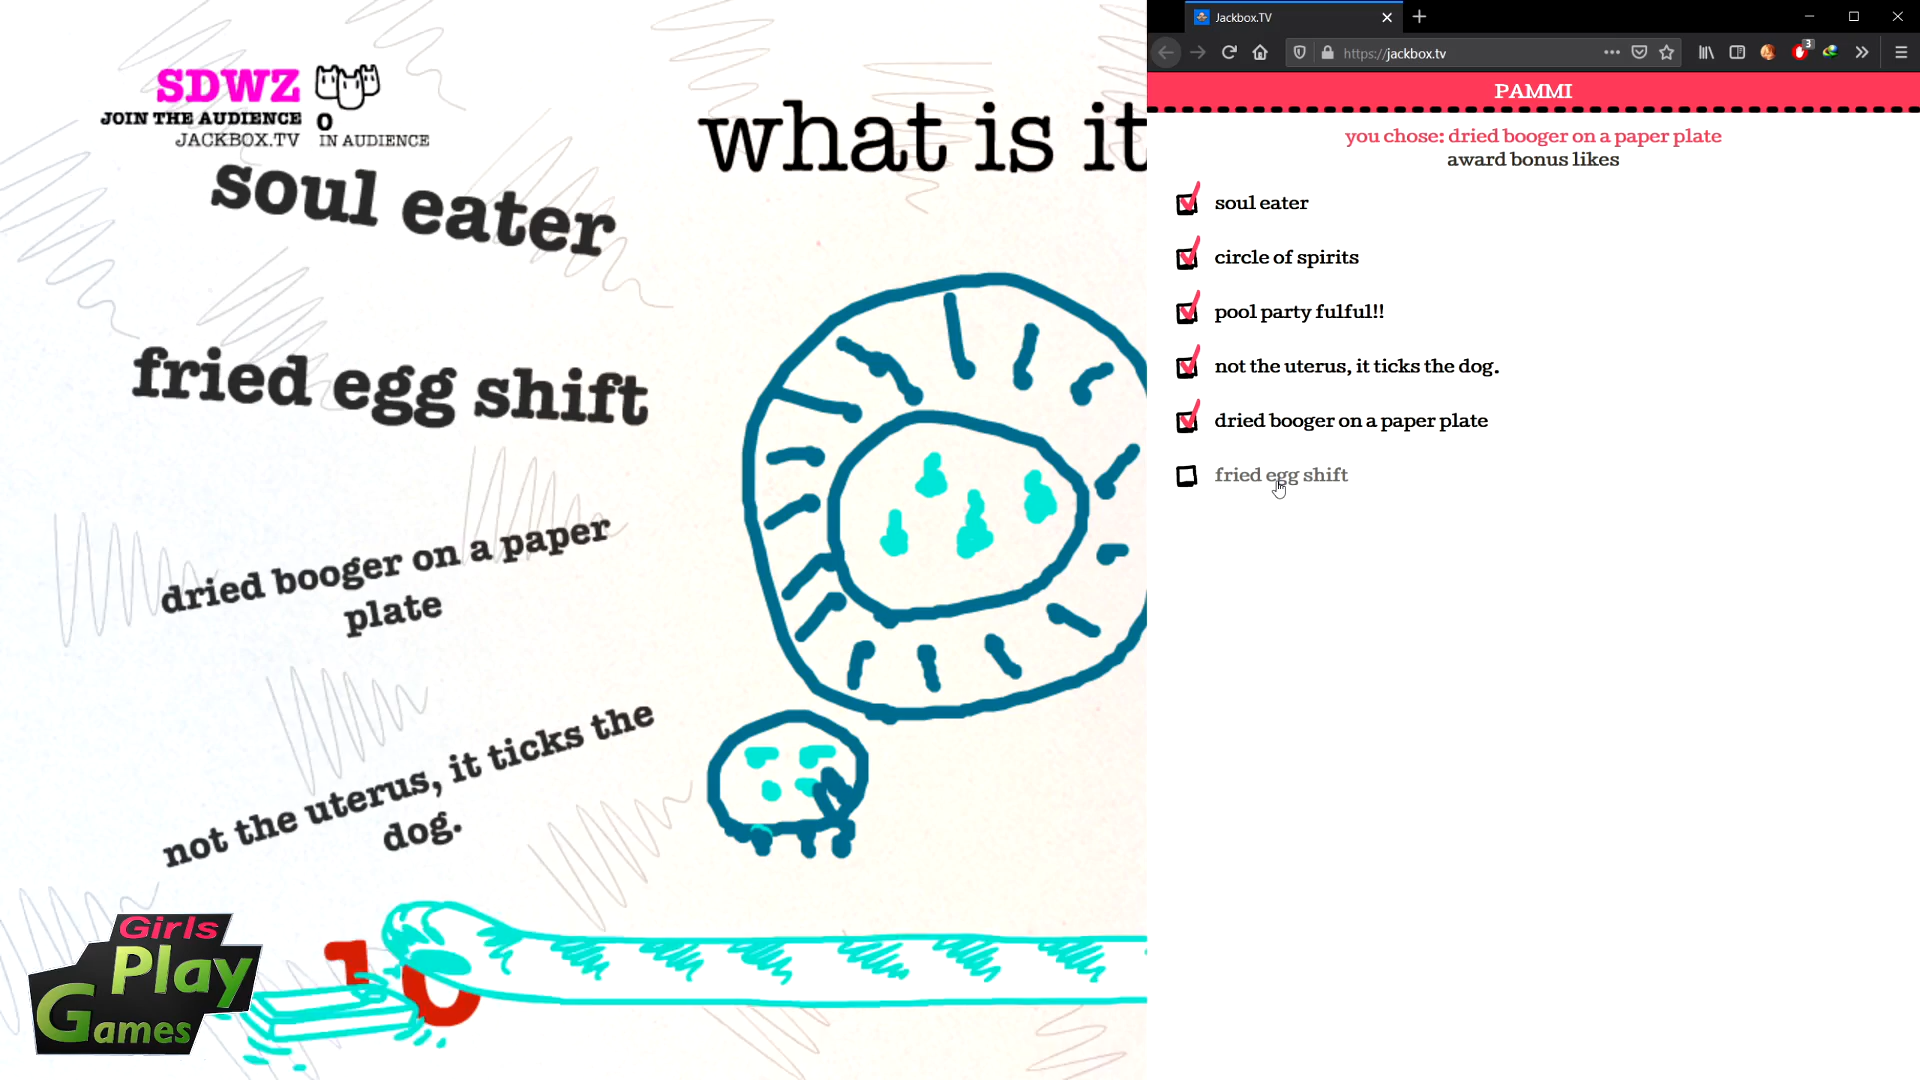 SDWZ
JOIN THE AUDIENCE
JACKBOX.TV
0
IN AUDIENCE
what is it
soul eater
fried egg shift
dried booger on a paper
plate
not the uterus, it ticks the
dog.
10
Girls
Play
Games
Jackbox.TV
https://jackbox.tv
3
PAMMI
you chose: dried booger on a paper plate
award bonus likes
soul eater
circle of spirits
pool party fulful!!
not the uterus, it ticks the dog.
dried booger on a paper plate
fried egg shift